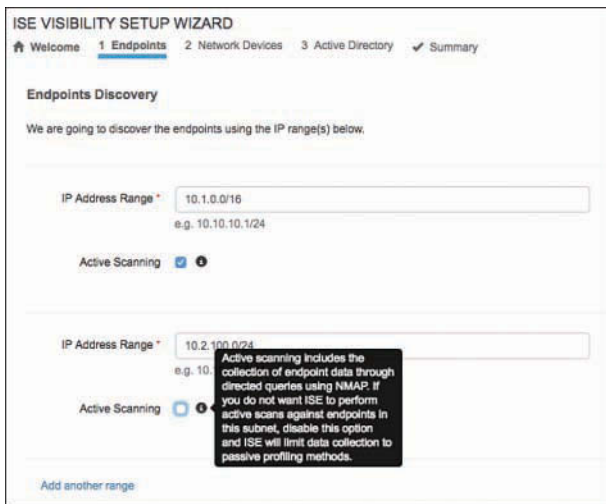 ISE VISIBILITY SETUP WIZARD
Welcome 1 Endpoints 2 Network Devices 3 Active Directory Summary
Endpoints Discovery
We are going to discover the endpoints using the IP range(s) below.
IP Address Range * 10.1.0.0/16
e.g. 10.10.10.1/24
Active Scanning
IP Address Range * 10.2.100.0/24
e.g. 10.
Active Scanning
Active scanning includes the
collection of endpoint data through
directed queries using NMAP. If
you do not want ISE to perform
active scans against endpoints in
this subnet, disable this option
and ISE will limit data collection to
passive profiling methods.
Add another range